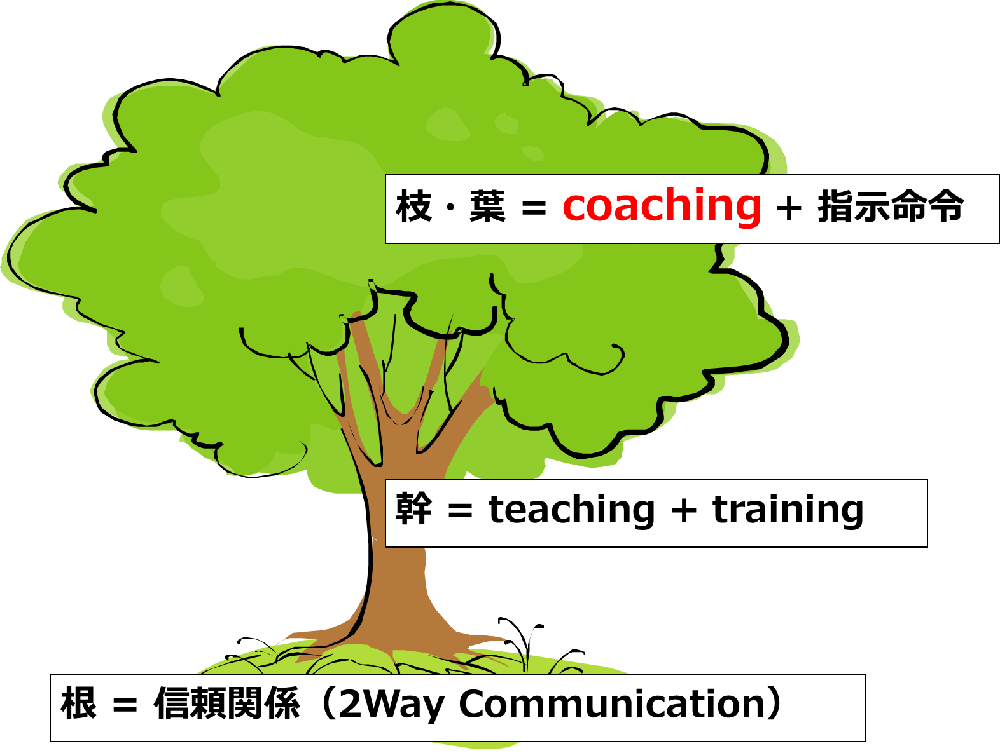 枝・葉 = coaching + 指示命令
幹 = teaching + training
根 = 信頼関係（2Way Communication）